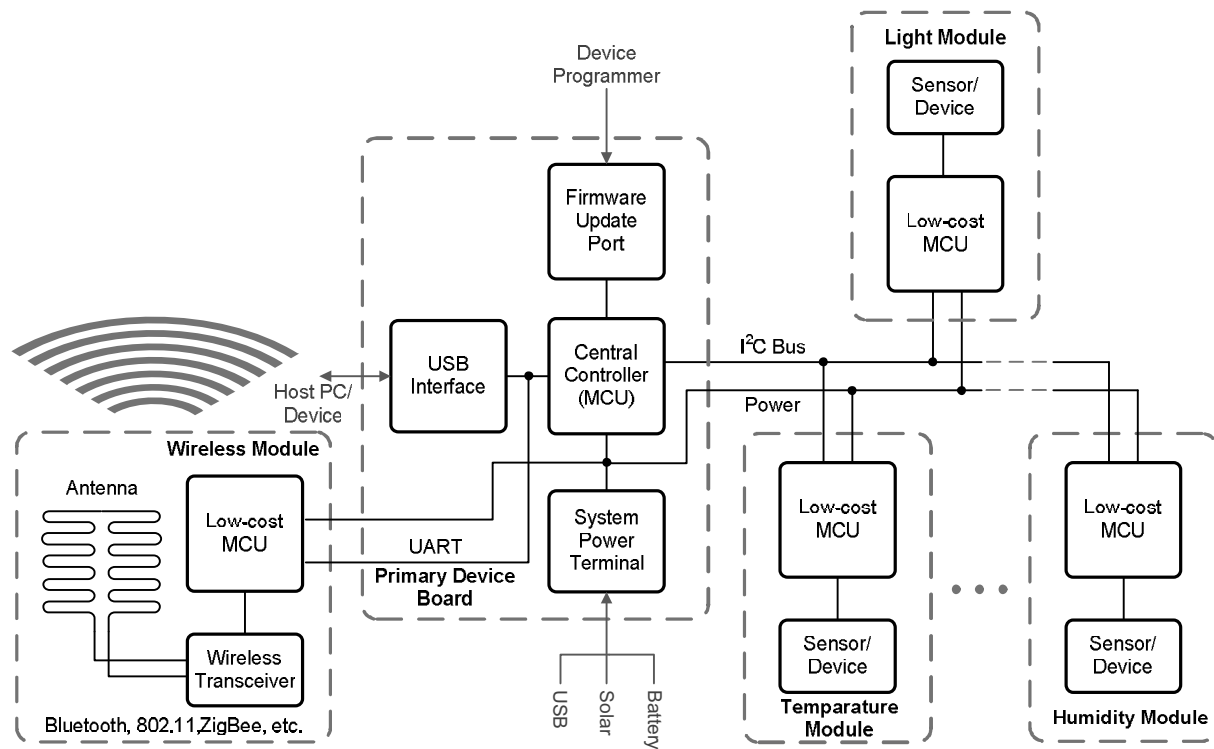 Light Module
Sensor/
Device
Low-cost
MCU
Device
Programmer
Firmware
Update
Port
USB
Interface
Central
Controller
(MCU)
I²C Bus
Power
Host PC/
Device
Wireless Module
Antenna
Low-cost
MCU
UART
Primary Device
Board
System
Power
Terminal
Wireless
Transceiver
Bluetooth, 802.11,ZigBee, etc.
USB
Solar
Battery
Low-cost
MCU
Sensor/
Device
Temparature
Module
Low-cost
MCU
Sensor/
Device
Humidity Module